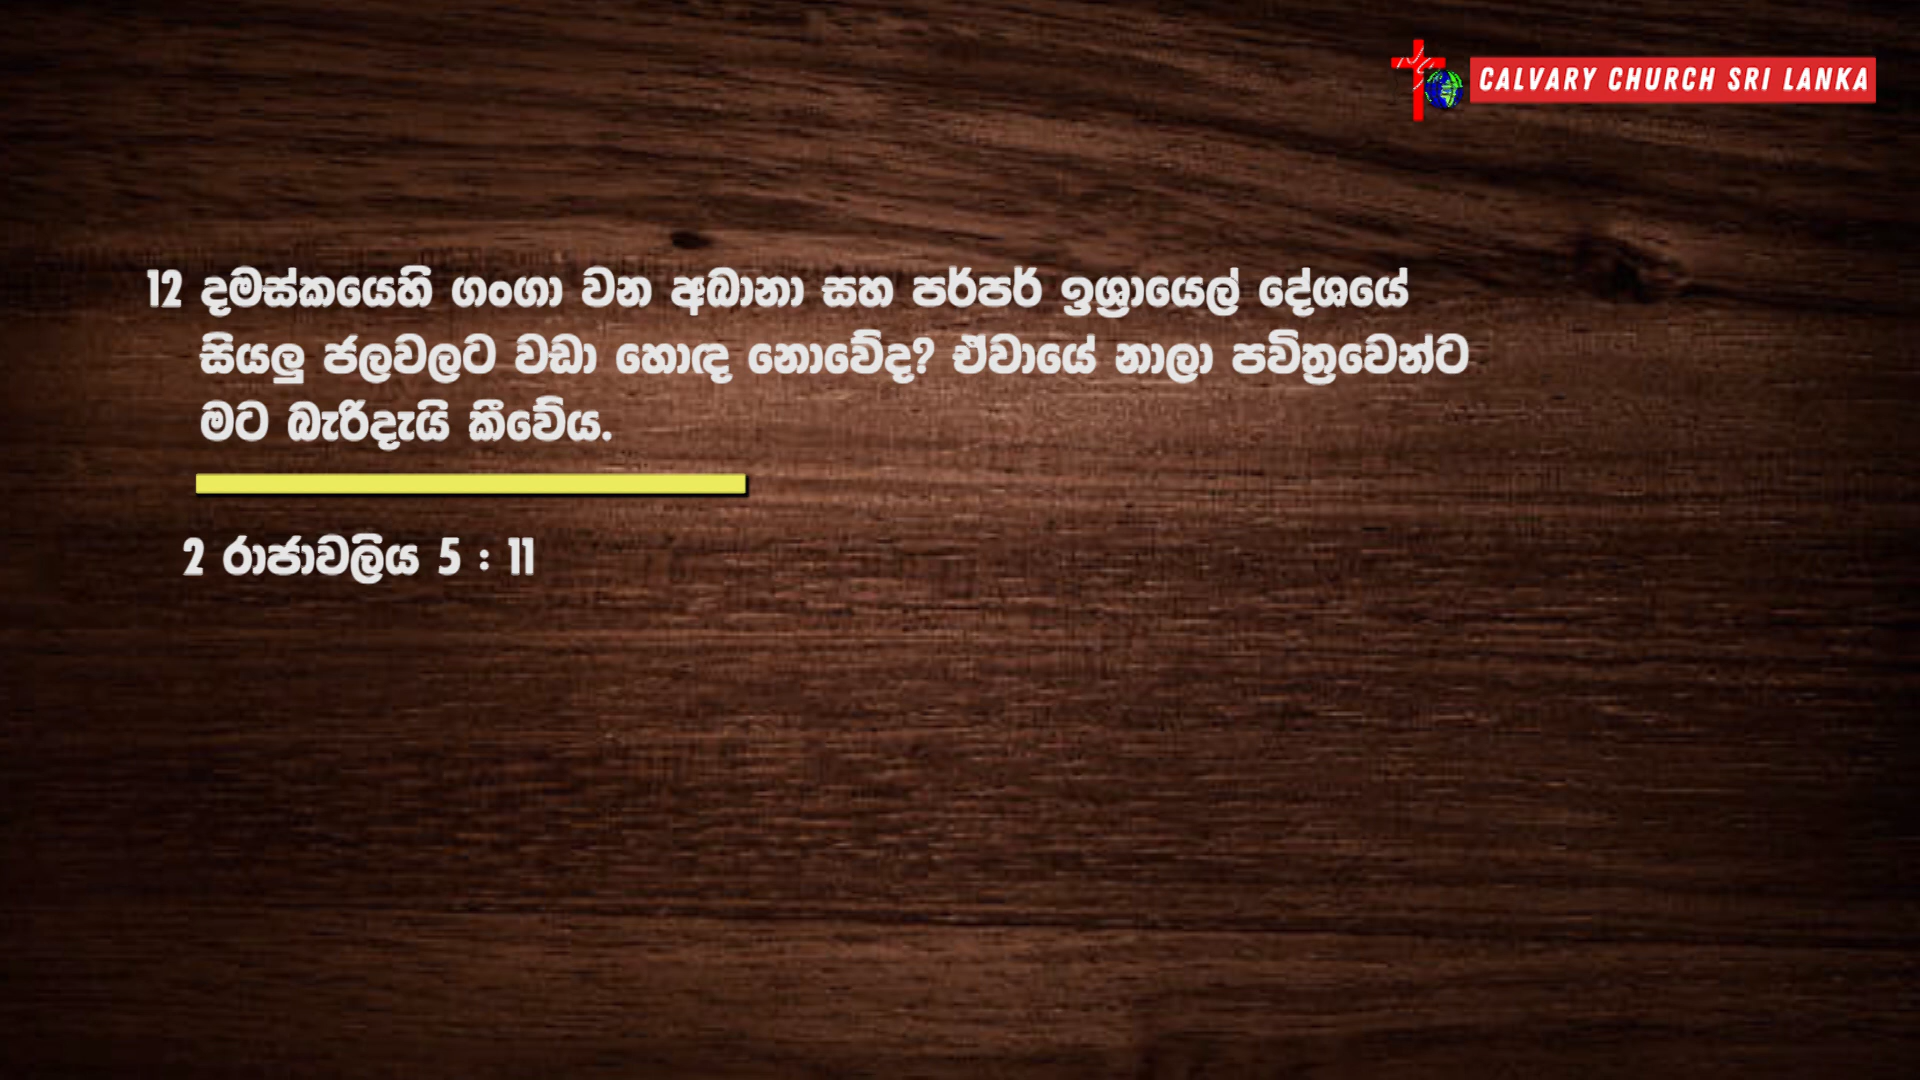 CALVARY CHURCH SRI LANKA
12 දමස්කයෙහි ගංගා වන අබානා සහ පර්පර් ඉශ්‍රායෙල් දේශයේ
සියලු ජලවලට වඩා හොඳ නොවේද? ඒවායේ නාලා පවිත්‍රවෙන්ට
මට බැරිදැයි කීවේය.
2 රාජාවලිය 5 : 11